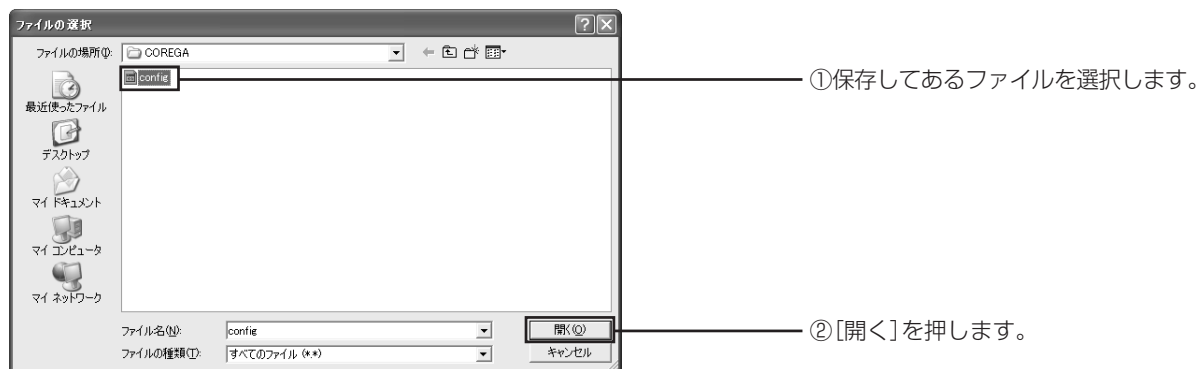 ファイルの選択
ファイルの場所(I):
COREGA
config
①保存してあるファイルを選択します。
最近使ったファイル
デスクトップ
マイ ドキュメント
マイ コンピュータ
マイ ネットワーク
ファイル名(N):
config
開く(O)
②[開く]を押します。
ファイルの種類(T):
すべてのファイル (*.*)
キャンセル